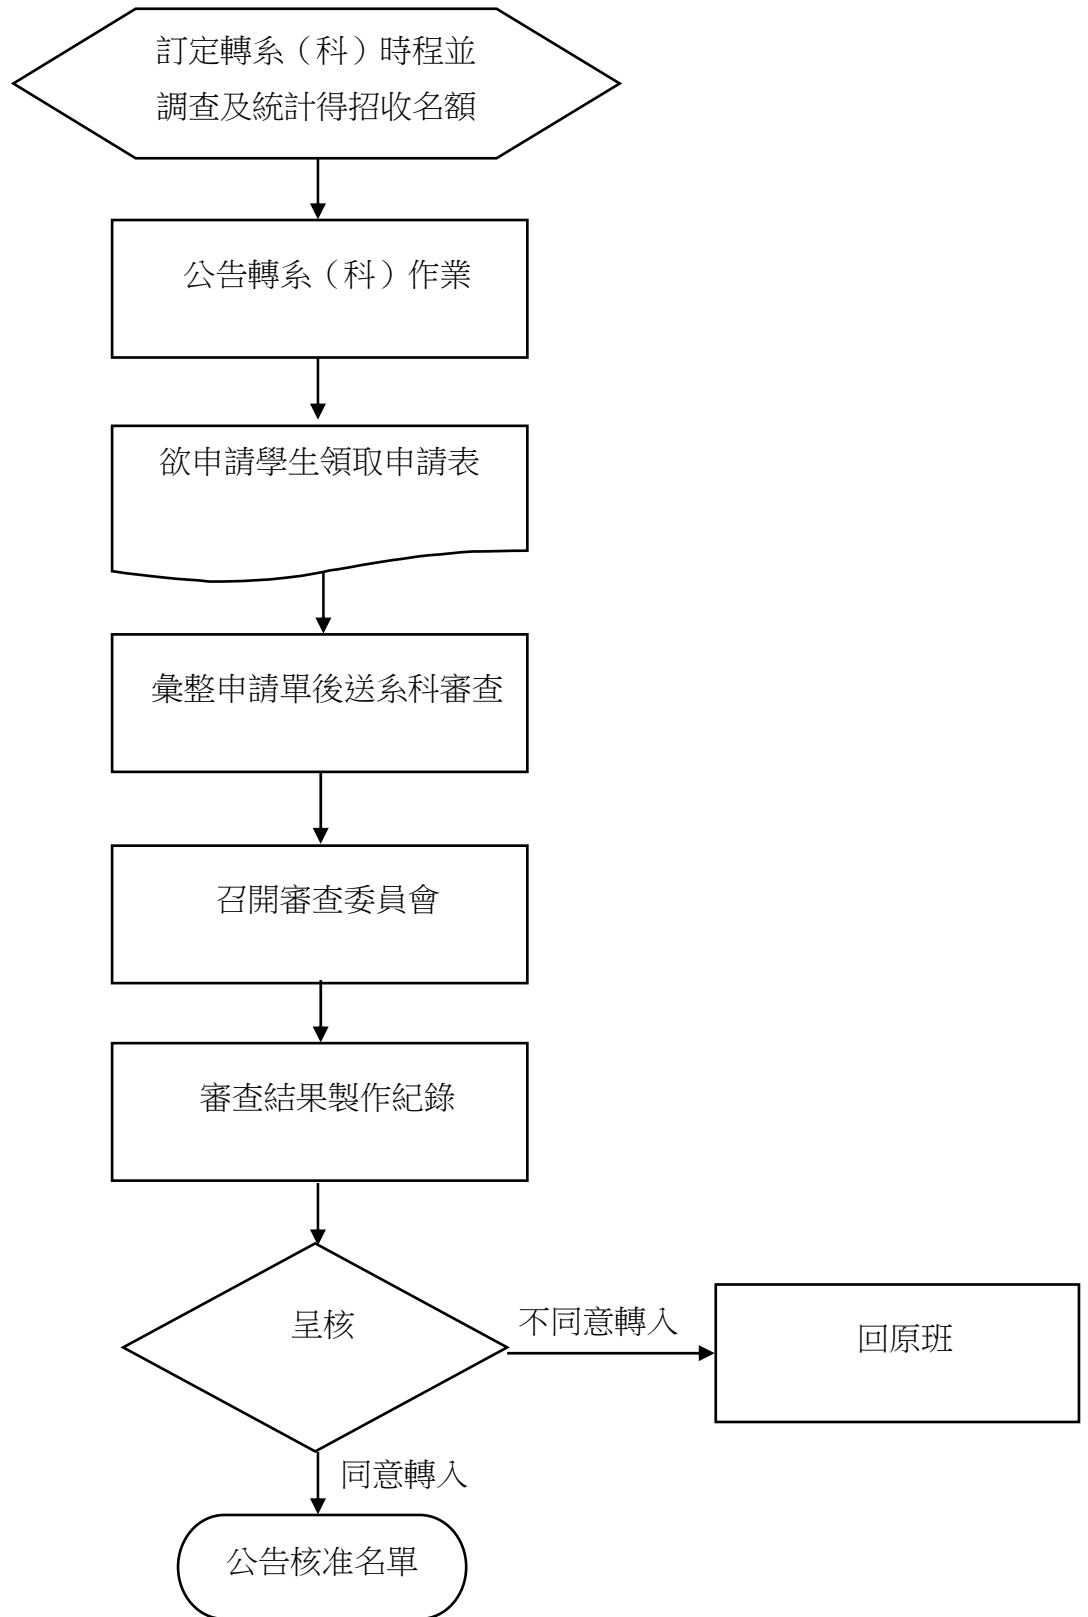 訂定轉系（科）時程並
調查及統計得招收名額
公告轉系（科）作業
欲申請學生領取申請表
彙整申請單後送系科審查
召開審查委員會
審查結果製作紀錄
呈核
不同意轉入
回原班
同意轉入
公告核准名單